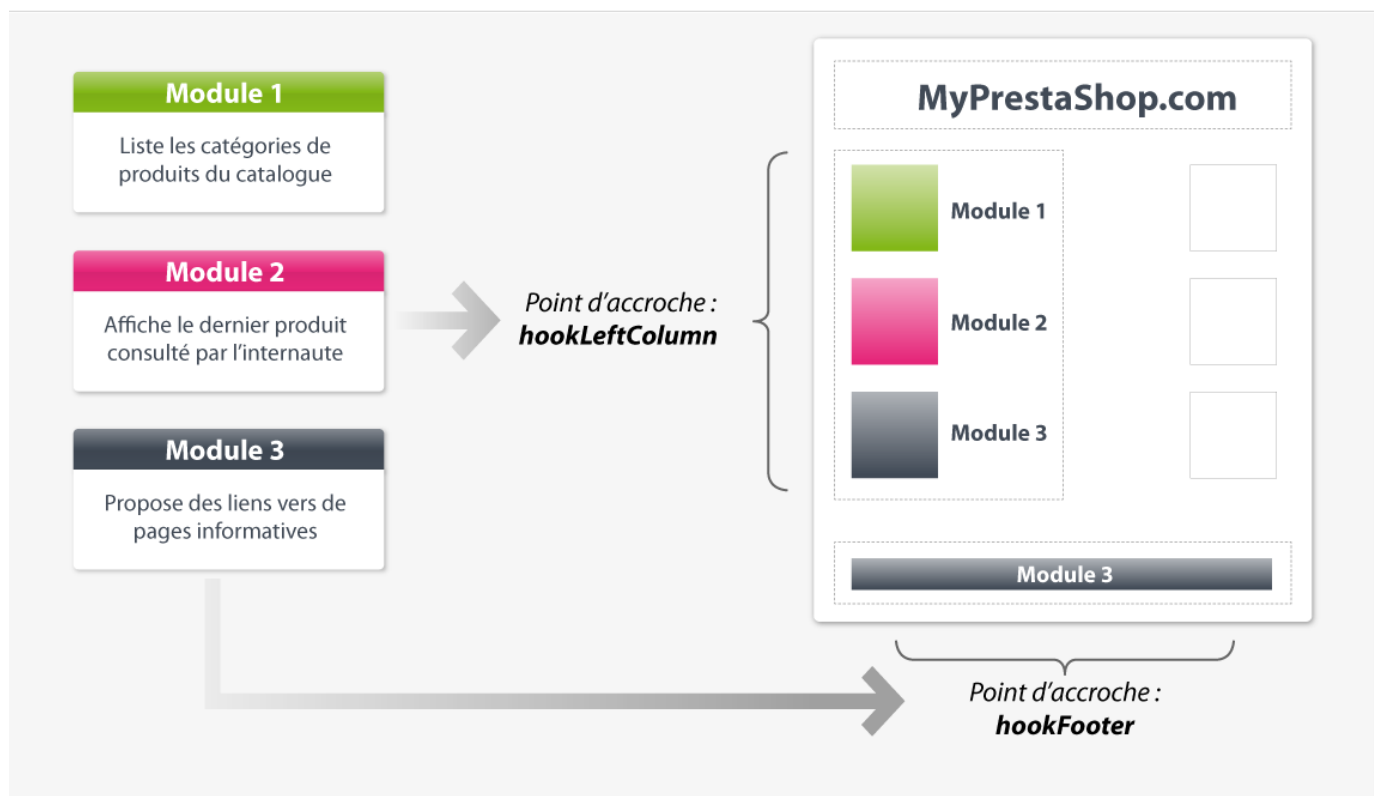 Module 1
Liste les catégories de
produits du catalogue
Module 2
Affiche le dernier produit
consulté par l'internaute
Module 3
Propose des liens vers de
pages informatives
Point d'accroche :
hookLeftColumn
MyPrestaShop.com
Module 1
Module 2
Module 3
Module 3
Point d'accroche :
hookFooter